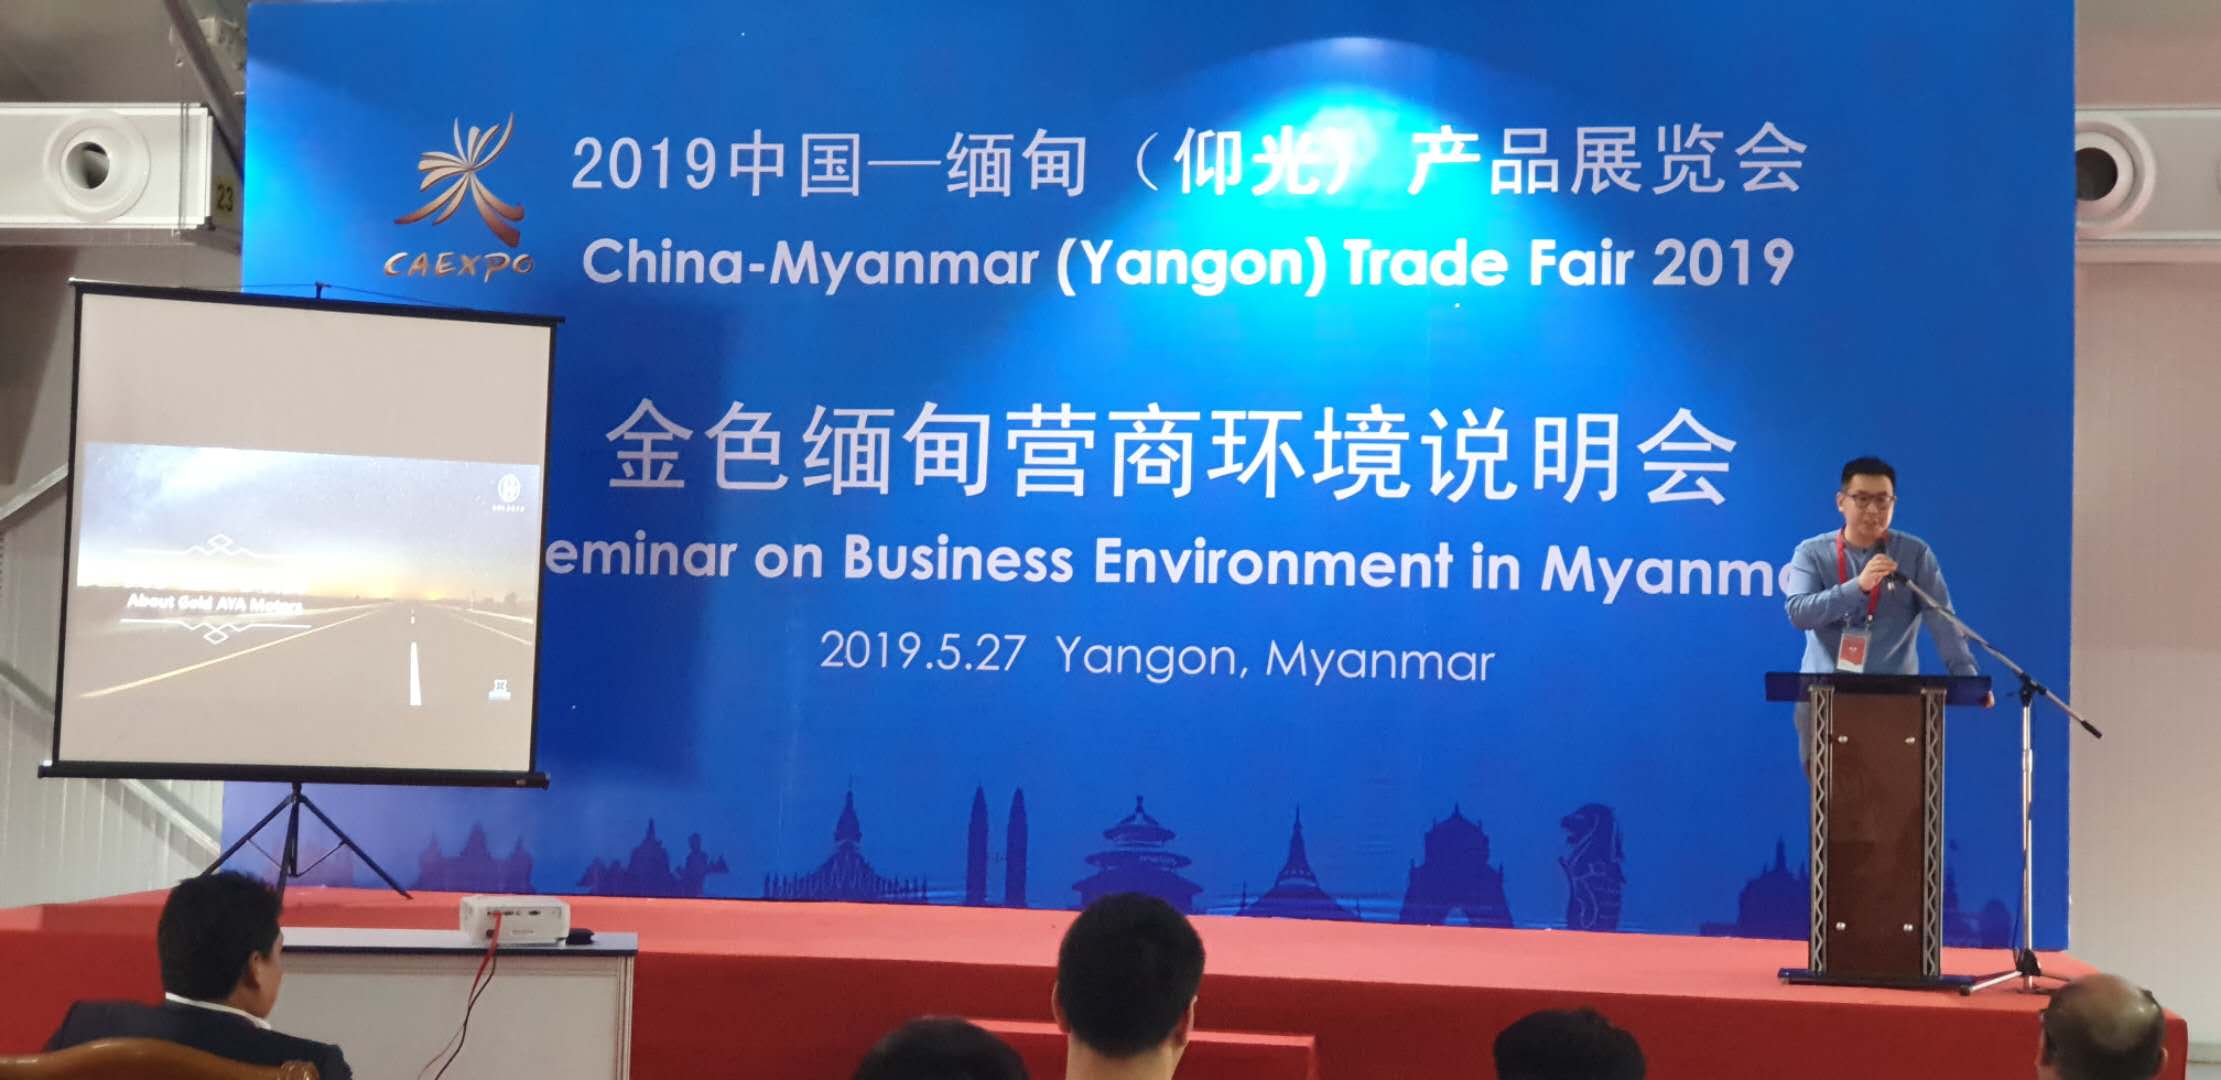 2019中国—缅甸（仰光）产品展览会
CAEXPO
China-Myanmar (Yangon) Trade Fair 2019
金色缅甸营商环境说明会
eminar on Business Environment in Myanma
2019.5.27 Yangon, Myanmar
About Gold AYA Motors
23